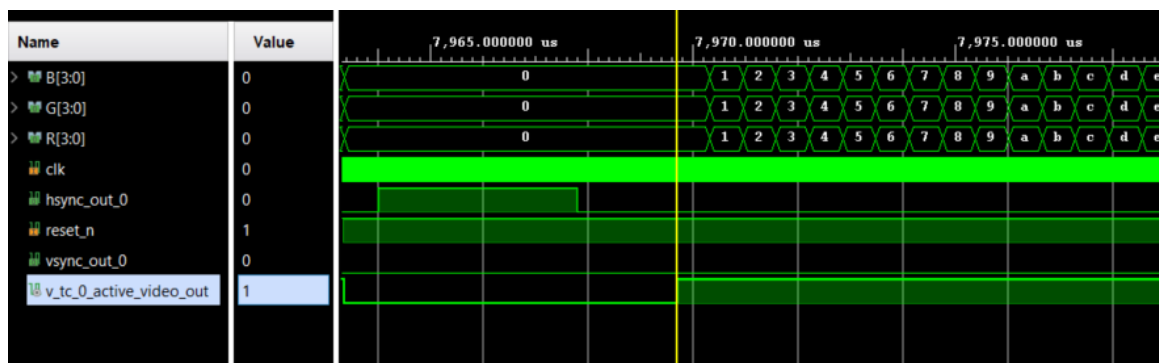 Name Value 7,965.000000 us 7,970.000000 us 7,975.000000 us
B[3:0] 0 0 1 2 3 4 5 6 7 8 9 a b c d e
G[3:0] 0 0 1 2 3 4 5 6 7 8 9 a b c d e
R[3:0] 0 0 1 2 3 4 5 6 7 8 9 a b c d e
clk 0
hsync_out_0 0
reset_n 1
vsync_out_0 0
v_tc_0_active_video_out 1